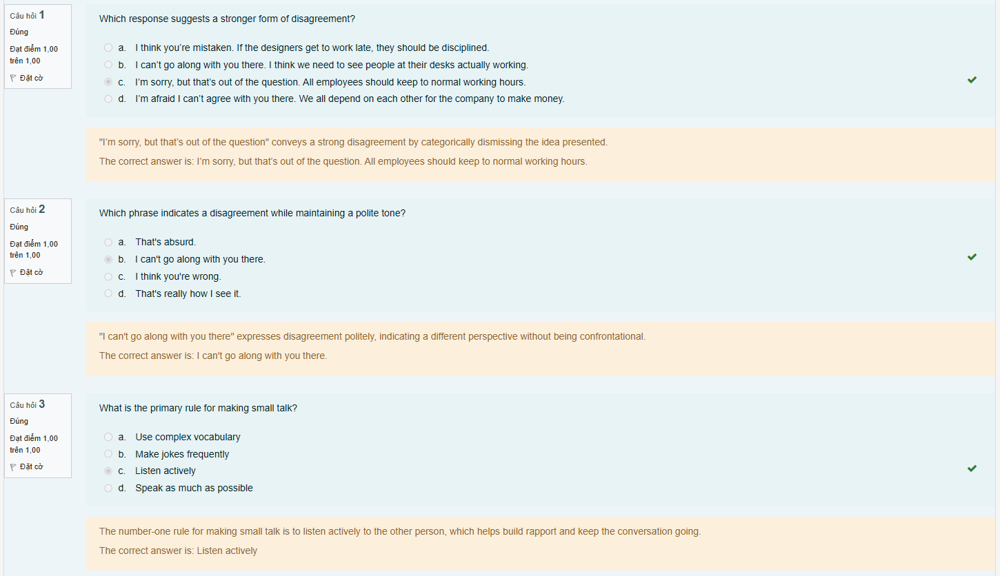 Câu hỏi 1
Đúng
Đạt điểm 1,00
trên 1,00
Đặt cờ
Which response suggests a stronger form of disagreement?
a. I think you’re mistaken. If the designers get to work late, they should be disciplined.
b. I can’t go along with you there. I think we need to see people at their desks actually working.
c. I’m sorry, but that’s out of the question. All employees should keep to normal working hours.
d. I’m afraid I can’t agree with you there. We all depend on each other for the company to make money.
"I’m sorry, but that’s out of the question" conveys a strong disagreement by categorically dismissing the idea presented.
The correct answer is: I’m sorry, but that’s out of the question. All employees should keep to normal working hours.
Câu hỏi 2
Đúng
Đạt điểm 1,00
trên 1,00
Đặt cờ
Which phrase indicates a disagreement while maintaining a polite tone?
a. That's absurd.
b. I can't go along with you there.
c. I think you're wrong.
d. That's really how I see it.
"I can't go along with you there" expresses disagreement politely, indicating a different perspective without being confrontational.
The correct answer is: I can't go along with you there.
Câu hỏi 3
Đúng
Đạt điểm 1,00
trên 1,00
Đặt cờ
What is the primary rule for making small talk?
a. Use complex vocabulary
b. Make jokes frequently
c. Listen actively
d. Speak as much as possible
The number-one rule for making small talk is to listen actively to the other person, which helps build rapport and keep the conversation going.
The correct answer is: Listen actively